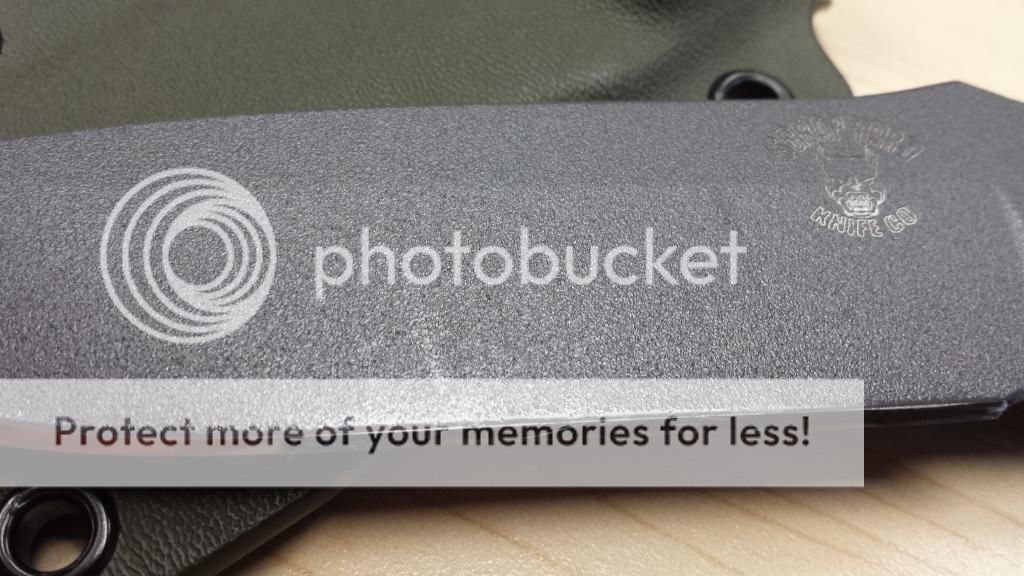 KNIFE CO
photobucket
Protect more of your memories for less!